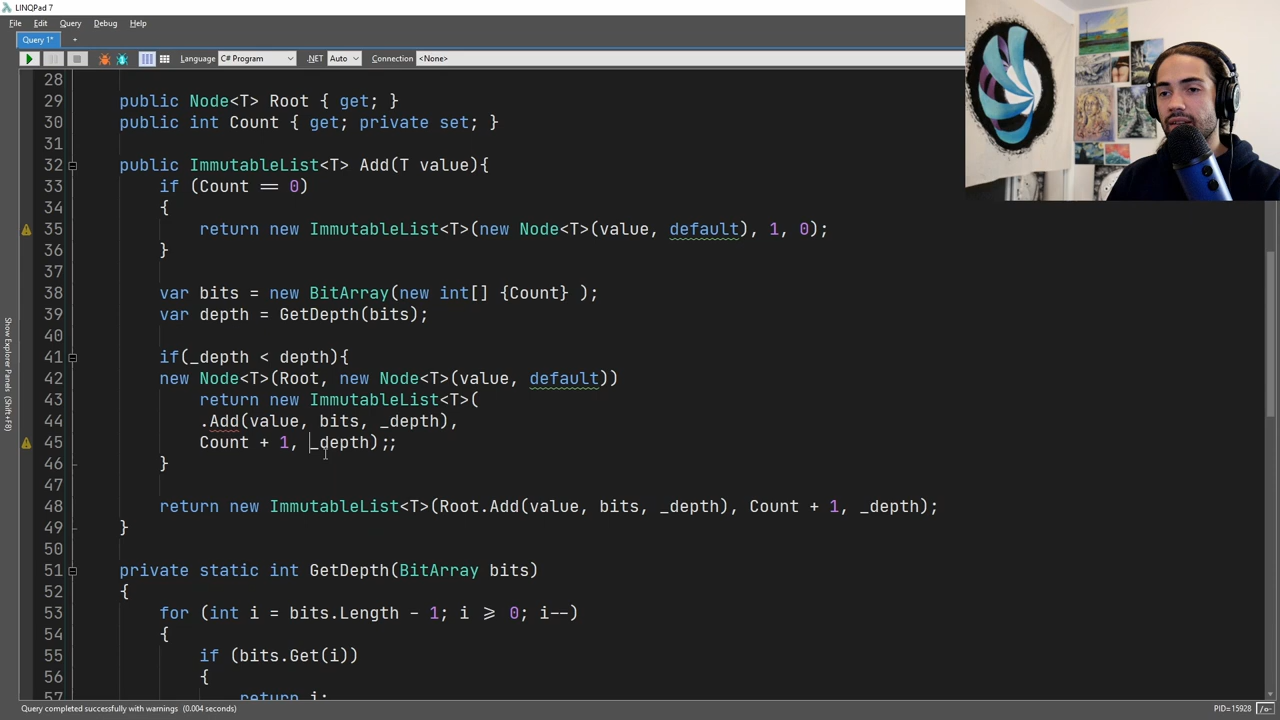 LINQPad 7
File Edit Query Debug Help
Query 1* +
Language C# Program .NET Auto Connection <None>
Show Explorer Panels (Shift+F8)
28
29 public Node<T> Root { get; }
30 public int Count { get; private set; }
31
32 public ImmutableList<T> Add(T value){
33 if (Count == 0)
34 {
35 return new ImmutableList<T>(new Node<T>(value, default), 1, 0);
36 }
37
38 var bits = new BitArray(new int[] {Count} );
39 var depth = GetDepth(bits);
40
41 if(_depth < depth){
42 new Node<T>(Root, new Node<T>(value, default))
43 return new ImmutableList<T>(
44 .Add(value, bits, _depth),
45 Count + 1, _depth);;
46 }
47
48 return new ImmutableList<T>(Root.Add(value, bits, _depth), Count + 1, _depth);
49 }
50
51 private static int GetDepth(BitArray bits)
52 {
53 for (int i = bits.Length - 1; i >= 0; i--)
54 {
55 if (bits.Get(i))
56 {
57 return i;
Query completed successfully with warnings (0.004 seconds)
PID=15928 /o-